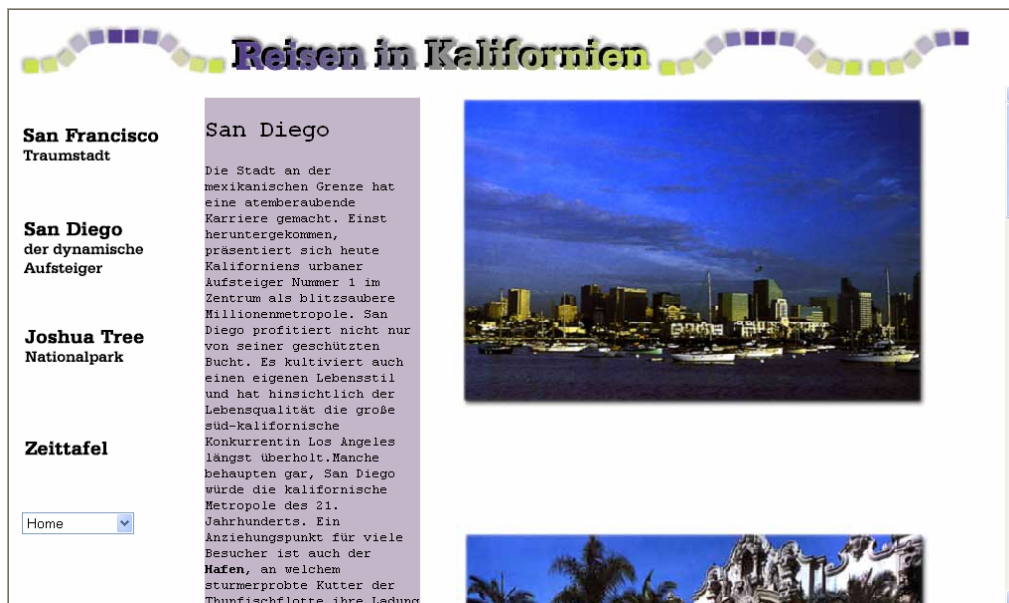 Reisen in Kalifornien
San Francisco
Traumstadt
San Diego
der dynamische
Aufsteiger
Joshua Tree
Nationalpark
Zeittafel
Home
San Diego
Die Stadt an der
mexikanischen Grenze hat
eine atemberaubende
Karriere gemacht. Einst
heruntergekommen,
präsentiert sich heute
Kaliforniens urbaner
Aufsteiger Nummer 1 im
Zentrum als blitzsaubere
Millionenmetropole. San
Diego profitiert nicht nur
von seiner geschützten
Bucht. Es kultiviert auch
einen eigenen Lebensstil
und hat hinsichtlich der
Lebensqualität die große
süd-kalifornische
Konkurrentin Los Angeles
längst überholt.Manche
behaupten gar, San Diego
würde die kalifornische
Metropole des 21.
Jahrhunderts. Ein
Anziehungspunkt für viele
Besucher ist auch der
Hafen, an welchem
sturmerprobte Kutter der
Thunfischflotte ihre Ladung